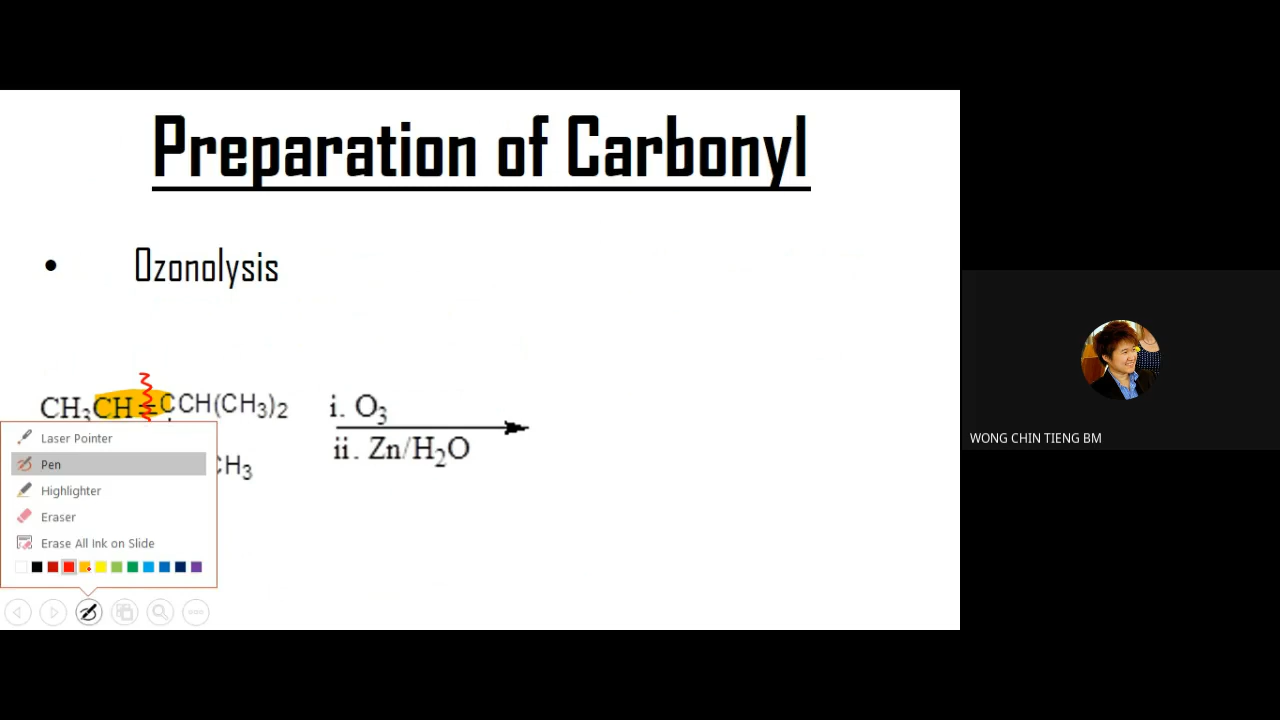 Preparation of Carbonyl
• Ozonolysis
CH₃CH=CCH(CH₃)₂
CH₃
i. O₃
ii. Zn/H₂O
Laser Pointer
Pen
Highlighter
Eraser
Erase All Ink on Slide
WONG CHIN TIENG BM